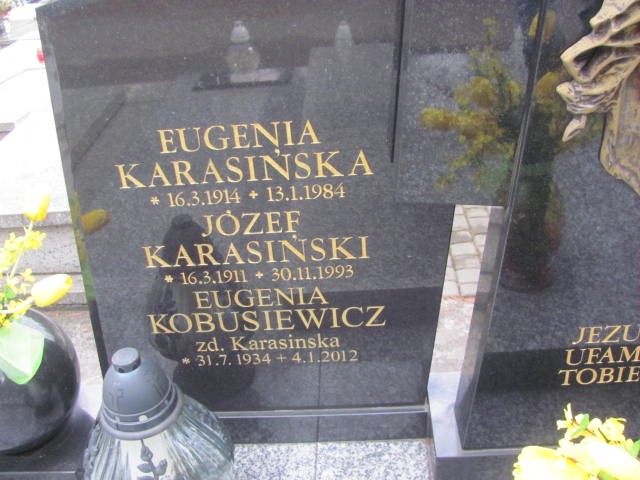 EUGENIA
KARASIŃSKA
* 16.3.1914 + 13.1.1984
JÓZEF
KARASIŃSKI
* 16.3.1911 + 30.11.1993
EUGENIA
KOBUSIEWICZ
zd. Karasinska
* 31.7.1934 + 4.1.2012
JEZU
UFAM
TOBIE